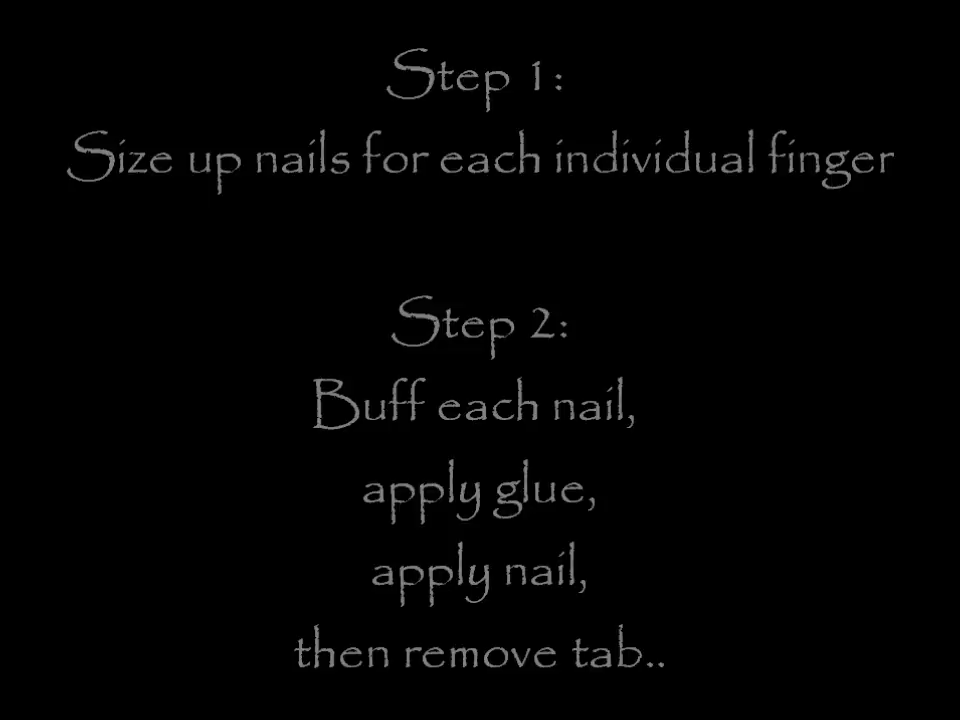 Step 1:
Size up nails for each individual finger
Step 2:
Buff each nail,
apply glue,
apply nail,
then remove tab..